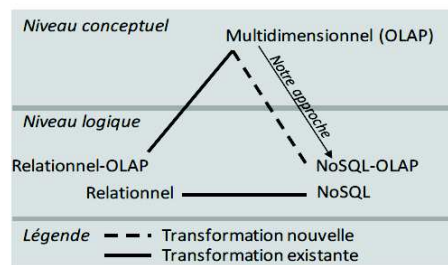 Niveau conceptuel
Multidimensionnel (OLAP)
Notre approche
Niveau logique
Relationnel-OLAP NoSQL-OLAP
Relationnel NoSQL
Légende Transformation nouvelle
Transformation existante